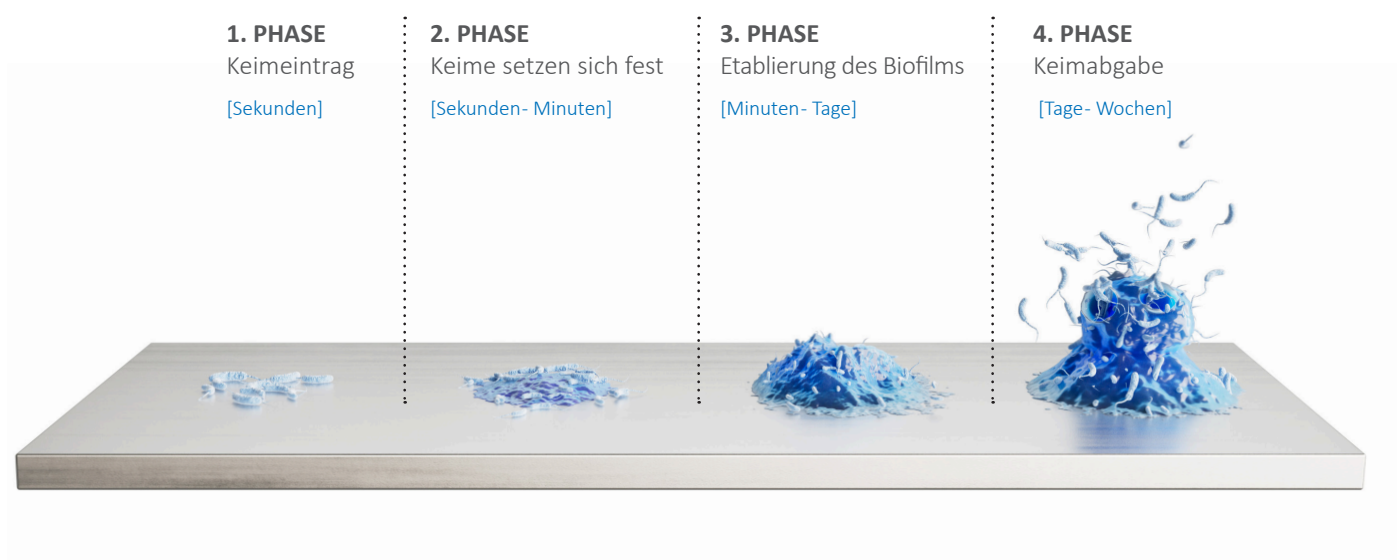 1. PHASE
Keimeintrag
[Sekunden]
2. PHASE
Keime setzen sich fest
[Sekunden- Minuten]
3. PHASE
Etablierung des Biofilms
[Minuten- Tage]
4. PHASE
Keimabgabe
[Tage- Wochen]